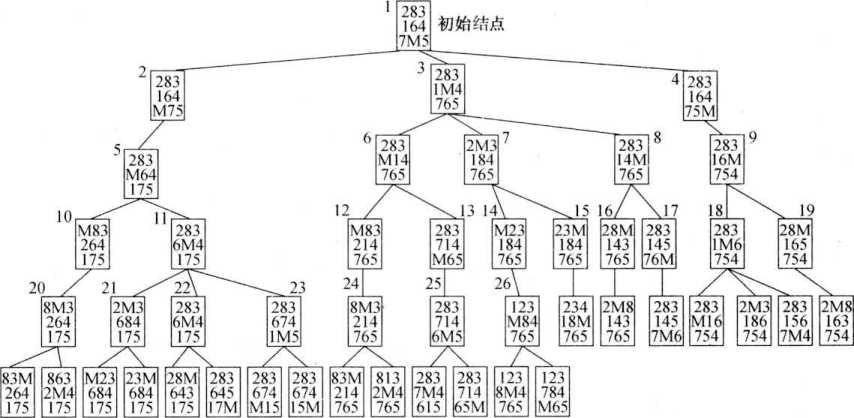 1
283
164
7M5
初始结点
2
283
164
M75
3
283
1M4
765
4
283
164
75M
5
283
M64
175
6
283
M14
765
7
2M3
184
765
8
283
14M
765
9
283
16M
754
10
M83
264
175
11
283
6M4
175
12
M83
214
765
13
283
714
M65
14
M23
184
765
15
23M
184
765
16
28M
143
765
17
283
145
76M
18
283
1M6
754
19
28M
165
754
20
8M3
264
175
21
2M3
684
175
22
283
6M4
175
23
283
674
1M5
24
8M3
214
765
25
283
714
6M5
26
123
M84
765
234
18M
765
2M8
143
765
283
145
7M6
283
M16
754
2M3
186
754
283
156
7M4
2M8
163
754
83M
264
175
863
2M4
175
M23
684
175
23M
684
175
28M
643
175
283
645
17M
283
674
M15
283
674
15M
83M
214
765
813
2M4
765
283
7M4
615
283
714
65M
123
8M4
765
123
784
M65